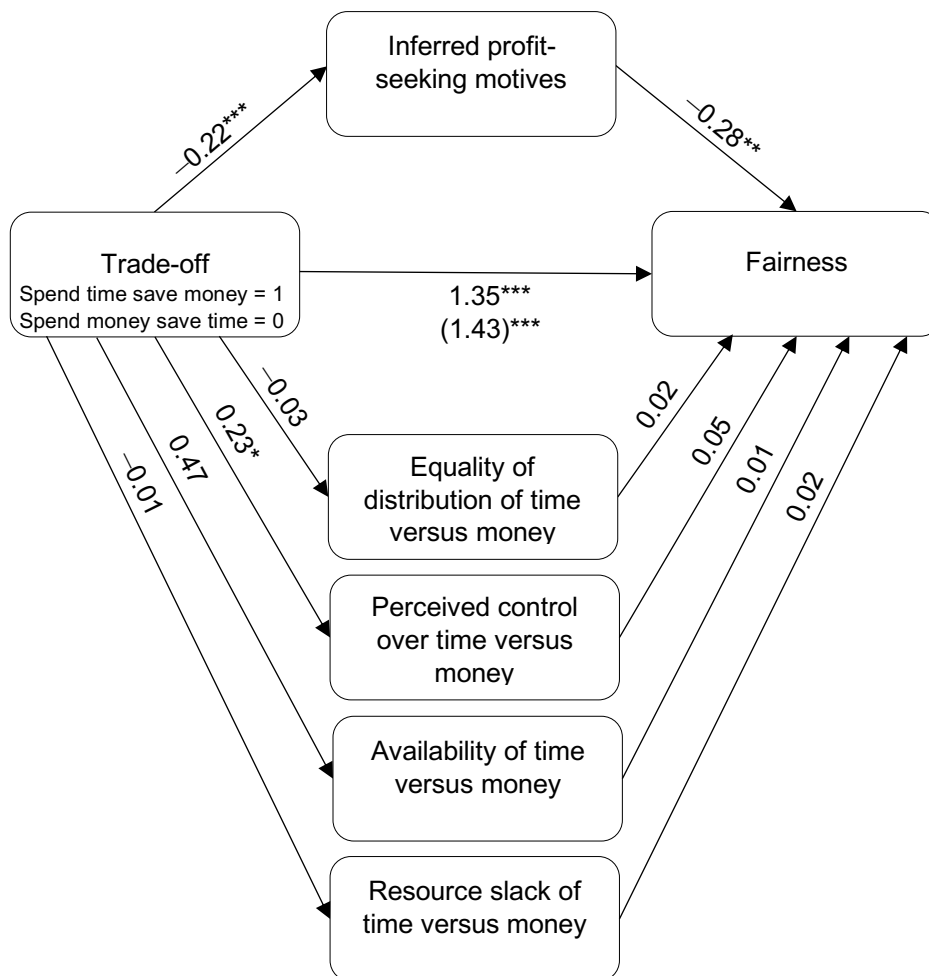 Inferred profit-
seeking motives
−0.22***
−0.28**
Trade-off
Spend time save money = 1
Spend money save time = 0
Fairness
1.35***
(1.43)***
−0.03
0.23*
0.47
−0.01
0.02
0.05
0.01
0.02
Equality of
distribution of time
versus money
Perceived control
over time versus
money
Availability of time
versus money
Resource slack of
time versus money